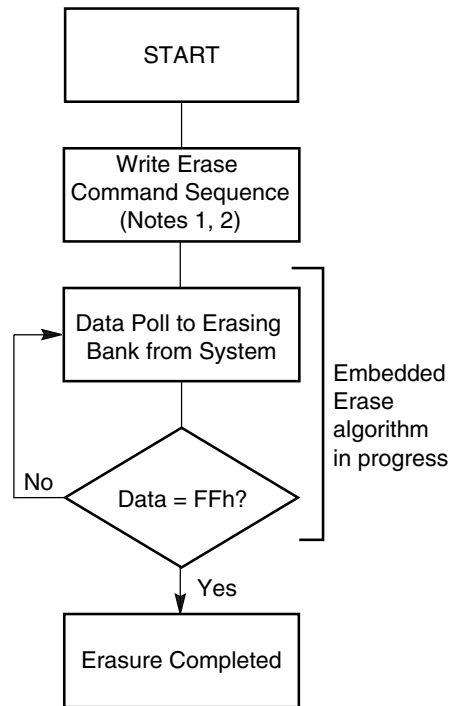 START
Write Erase
Command Sequence
(Notes 1, 2)
Data Poll to Erasing
Bank from System
Embedded
Erase
algorithm
in progress
No
Data = FFh?
Yes
Erasure Completed